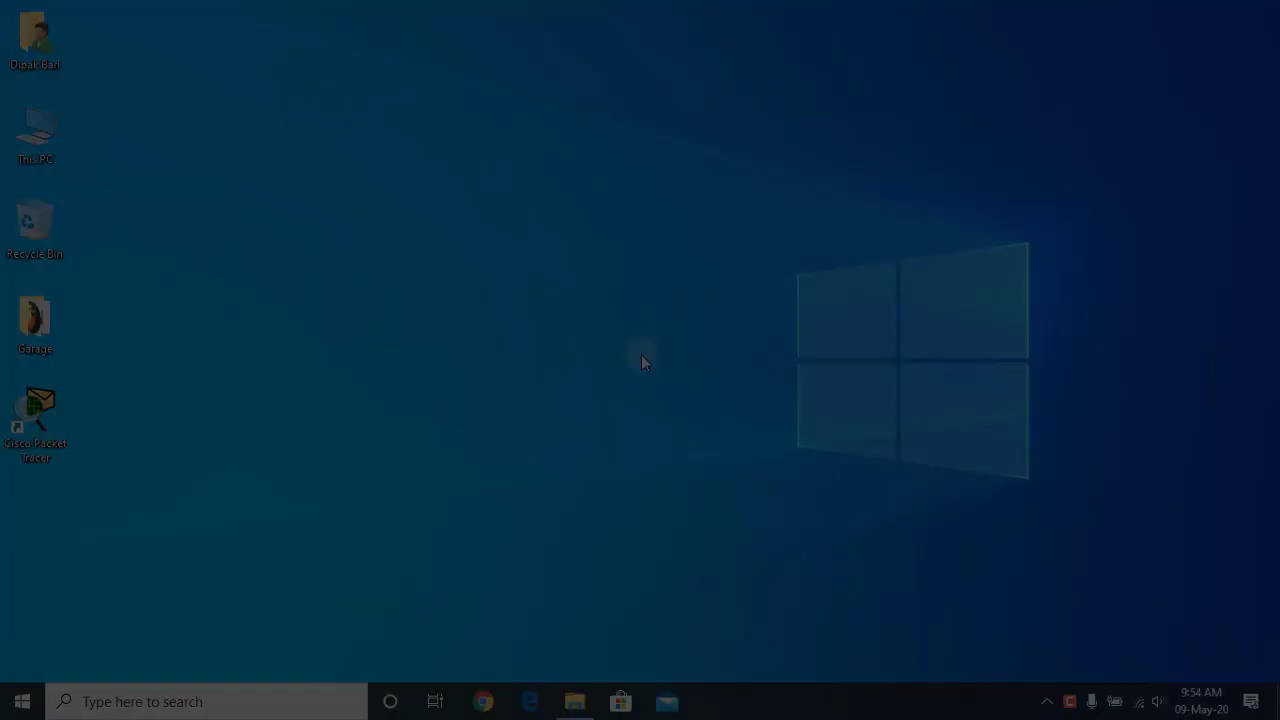 Dipak Bari
This PC
Recycle Bin
Garage
Cisco Packet
Tracer
Type here to search
9:54 AM
09-May-20